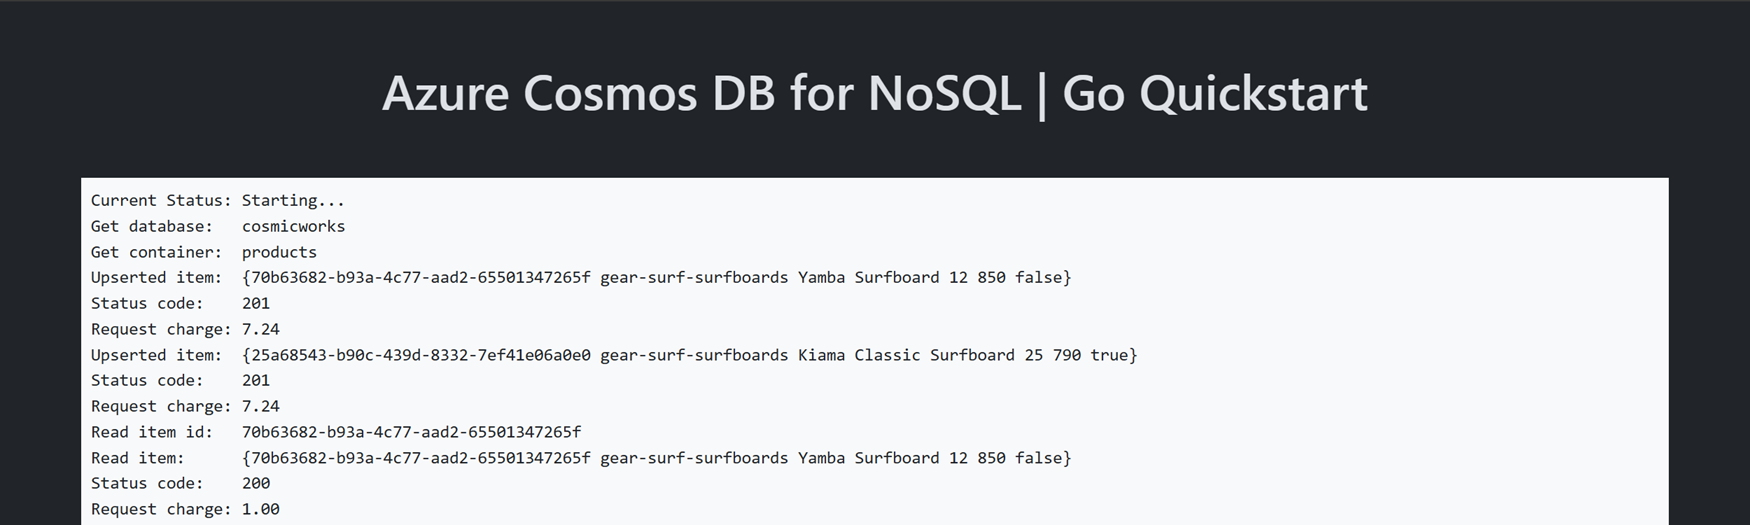 Azure Cosmos DB for NoSQL | Go Quickstart
Current Status: Starting...
Get database:   cosmicworks
Get container:  products
Upserted item:  {70b63682-b93a-4c77-aad2-65501347265f gear-surf-surfboards Yamba Surfboard 12 850 false}
Status code:    201
Request charge: 7.24
Upserted item:  {25a68543-b90c-439d-8332-7ef41e06a0e0 gear-surf-surfboards Kiama Classic Surfboard 25 790 true}
Status code:    201
Request charge: 7.24
Read item id:   70b63682-b93a-4c77-aad2-65501347265f
Read item:      {70b63682-b93a-4c77-aad2-65501347265f gear-surf-surfboards Yamba Surfboard 12 850 false}
Status code:    200
Request charge: 1.00